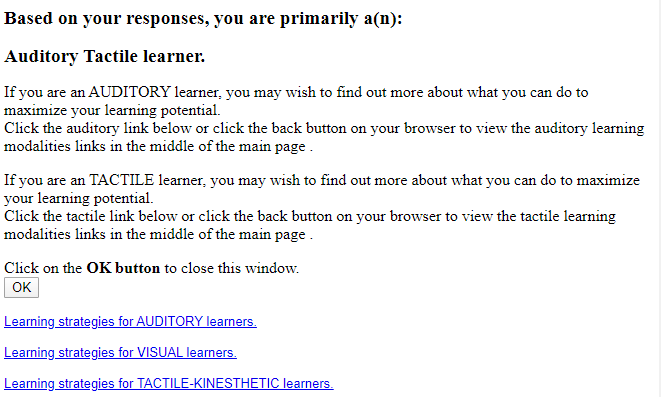 Based on your responses, you are primarily a(n):
Auditory Tactile learner.
If you are an AUDITORY learner, you may wish to find out more about what you can do to
maximize your learning potential.
Click the auditory link below or click the back button on your browser to view the auditory learning
modalities links in the middle of the main page .
If you are an TACTILE learner, you may wish to find out more about what you can do to maximize
your learning potential.
Click the tactile link below or click the back button on your browser to view the tactile learning
modalities links in the middle of the main page .
Click on the OK button to close this window.
OK
Learning strategies for AUDITORY learners.
Learning strategies for VISUAL learners.
Learning strategies for TACTILE-KINESTHETIC learners.